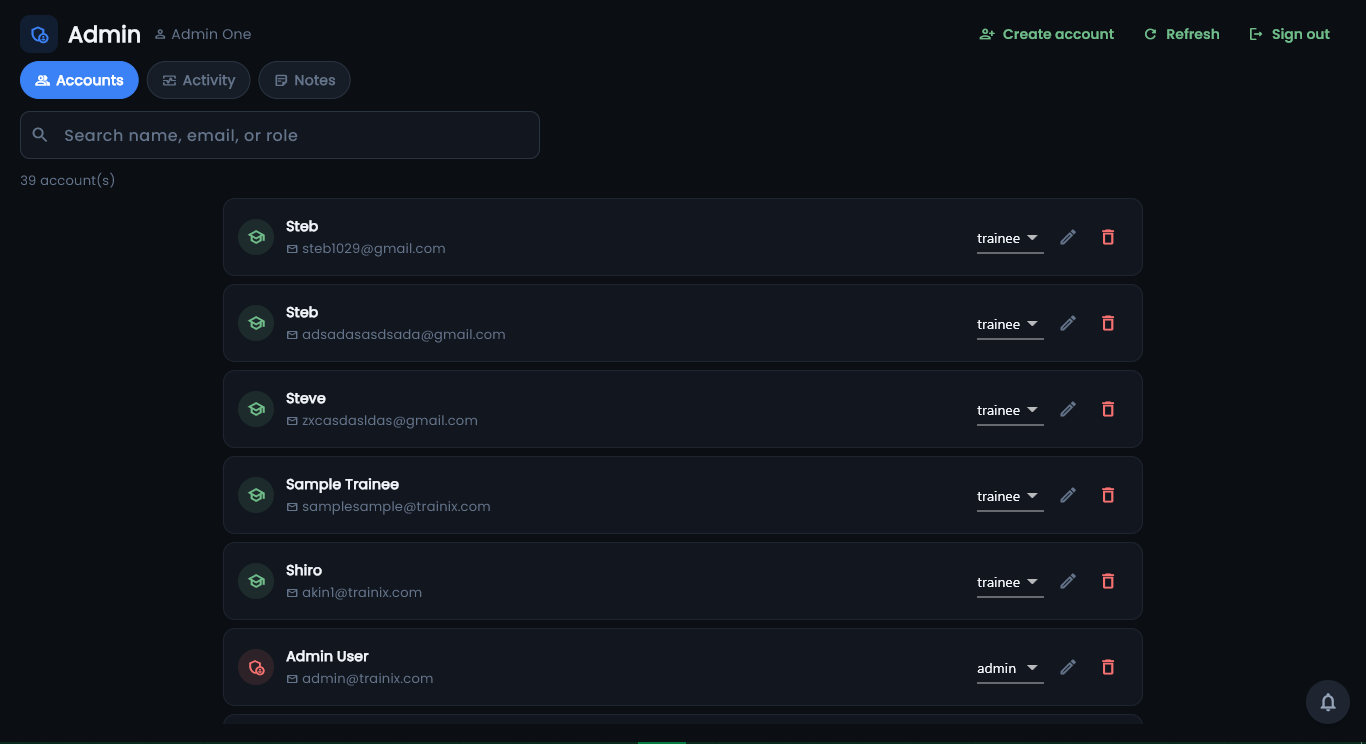 Admin
Admin One
Create account
Refresh
Sign out
Accounts
Activity
Notes
Search name, email, or role
39 account(s)
Steb
steb1029@gmail.com
trainee
Steb
adsadasasdsada@gmail.com
trainee
Steve
zxcasdasldas@gmail.com
trainee
Sample Trainee
samplesample@trainix.com
trainee
Shiro
akin1@trainix.com
trainee
Admin User
admin@trainix.com
admin